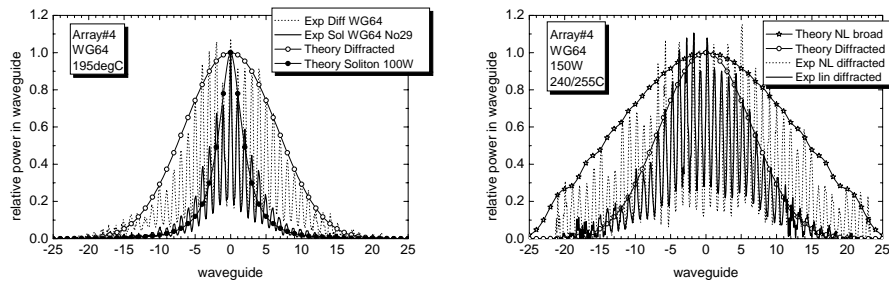 Exp Diff WG64
Exp Sol WG64 No29
Theory Diffracted
Theory Soliton 100W
Array#4
WG64
195degC
relative power in waveguide
1.2
1.0
0.8
0.6
0.4
0.2
0.0
-25 -20 -15 -10 -5 0 5 10 15 20 25
waveguide
Theory NL broad
Theory Diffracted
Exp NL diffracted
Exp lin diffracted
Array#4
WG64
150W
240/255C
relative power in waveguide
1.2
1.0
0.8
0.6
0.4
0.2
0.0
-25 -20 -15 -10 -5 0 5 10 15 20 25
waveguide